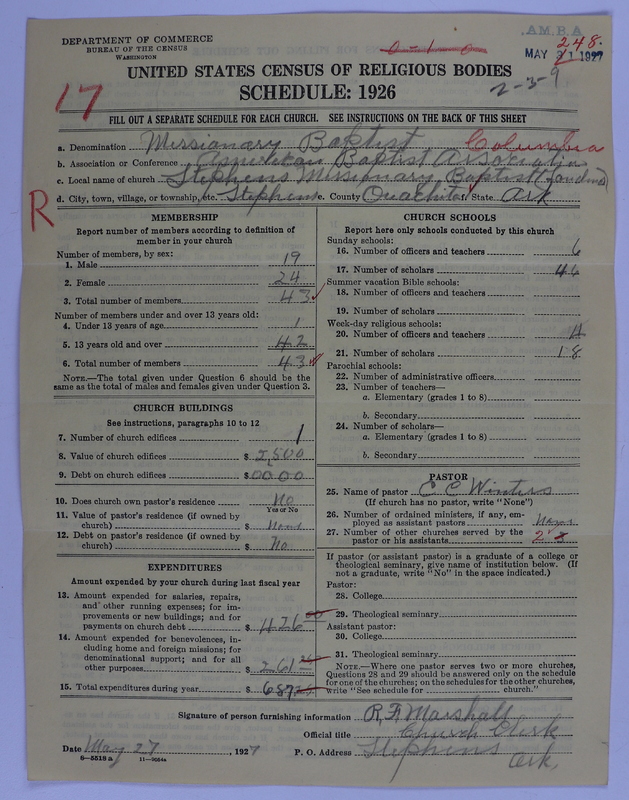 DEPARTMENT OF COMMERCE
BUREAU OF THE CENSUS
WASHINGTON
A.B.M.A.
248.
MAY 31 1927
2-3-9
UNITED STATES CENSUS OF RELIGIOUS BODIES
SCHEDULE: 1926
17
FILL OUT A SEPARATE SCHEDULE FOR EACH CHURCH. SEE INSTRUCTIONS ON THE BACK OF THIS SHEET
a. Denomination Missionary Baptist Columbia
b. Association or Conference American Baptist Association
c. Local name of church Stephens Missionary Baptist
d. City, town, village, or township, etc. Stephens e. County Ouachita f. State Ark
R
MEMBERSHIP
Report number of members according to definition of
member in your church
Number of members, by sex:
1. Male 19
2. Female 24
3. Total number of members 43
Number of members under and over 13 years old:
4. Under 13 years of age 1
5. 13 years old and over 42
6. Total number of members 43
NOTE.—The total given under Question 6 should be the
same as the total of males and females given under Question 3.
CHURCH BUILDINGS
See instructions, paragraphs 10 to 12
7. Number of church edifices 1
8. Value of church edifices $ 2,500
9. Debt on church edifices $ 0000
10. Does church own pastor's residence No
Yes or No
11. Value of pastor's residence (if owned by
church) $ None
12. Debt on pastor's residence (if owned by
church) $ No
EXPENDITURES
Amount expended by your church during last fiscal year
13. Amount expended for salaries, repairs,
and other running expenses; for im-
provements or new buildings; and for
payments on church debt $ 426 00
14. Amount expended for benevolences, in-
cluding home and foreign missions; for
denominational support; and for all
other purposes $ 261
15. Total expenditures during year $ 687
CHURCH SCHOOLS
Report here only schools conducted by this church
Sunday schools:
16. Number of officers and teachers 6
17. Number of scholars 46
Summer vacation Bible schools:
18. Number of officers and teachers
19. Number of scholars
Week-day religious schools:
20. Number of officers and teachers 4
21. Number of scholars 18
Parochial schools:
22. Number of administrative officers
23. Number of teachers—
a. Elementary (grades 1 to 8)
b. Secondary
24. Number of scholars—
a. Elementary (grades 1 to 8)
b. Secondary
PASTOR
25. Name of pastor C C Winters
(If church has no pastor, write "None")
26. Number of ordained ministers, if any, em-
ployed as assistant pastors
27. Number of other churches served by the
pastor or his assistants 2
If pastor (or assistant pastor) is a graduate of a college or
theological seminary, give name of institution below. (If
not a graduate, write "No" in the space indicated.)
Pastor:
28. College
29. Theological seminary
Assistant pastor:
30. College
31. Theological seminary
NOTE.—Where one pastor serves two or more churches,
Questions 28 and 29 should be answered only on the schedule
for one of the churches; on the schedules for the other churches,
write "See schedule for church."
Signature of person furnishing information R F Marshall
Official title Church Clerk
Date May 27, 1927 P. O. Address Stephens
Ark.
8—5518a 11—9054a